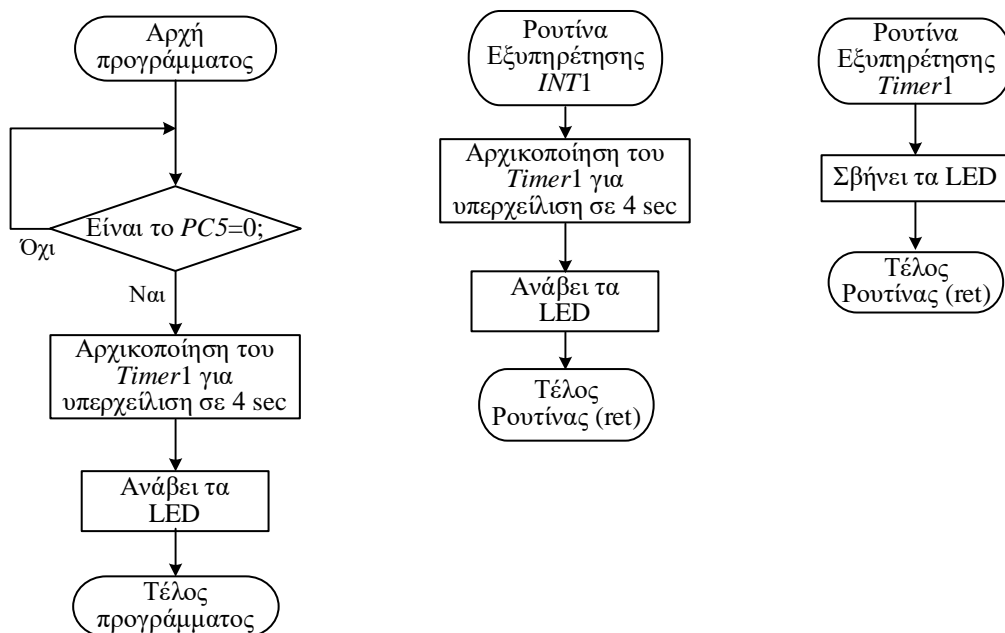 Αρχή
προγράμματος
Είναι το PC5=0;
Όχι
Ναι
Αρχικοποίηση του
Timer1 για
υπερχείλιση σε 4 sec
Ανάβει τα
LED
Τέλος
προγράμματος
Ρουτίνα
Εξυπηρέτησης
INT1
Αρχικοποίηση του
Timer1 για
υπερχείλιση σε 4 sec
Ανάβει τα
LED
Τέλος
Ρουτίνας (ret)
Ρουτίνα
Εξυπηρέτησης
Timer1
Σβήνει τα LED
Τέλος
Ρουτίνας (ret)